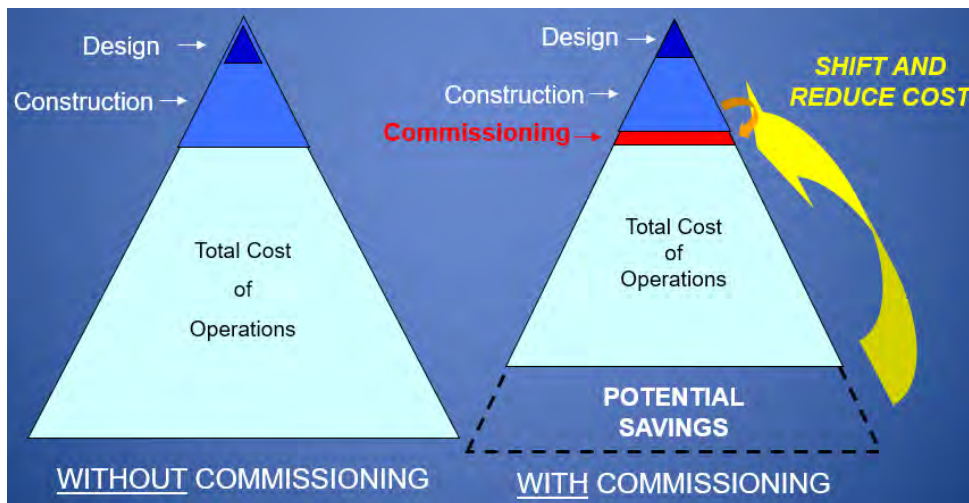 Design
Construction
Total Cost
of
Operations
WITHOUT COMMISSIONING
Design
Construction
Commissioning
SHIFT AND
REDUCE COST
Total Cost
of
Operations
POTENTIAL
SAVINGS
WITH COMMISSIONING